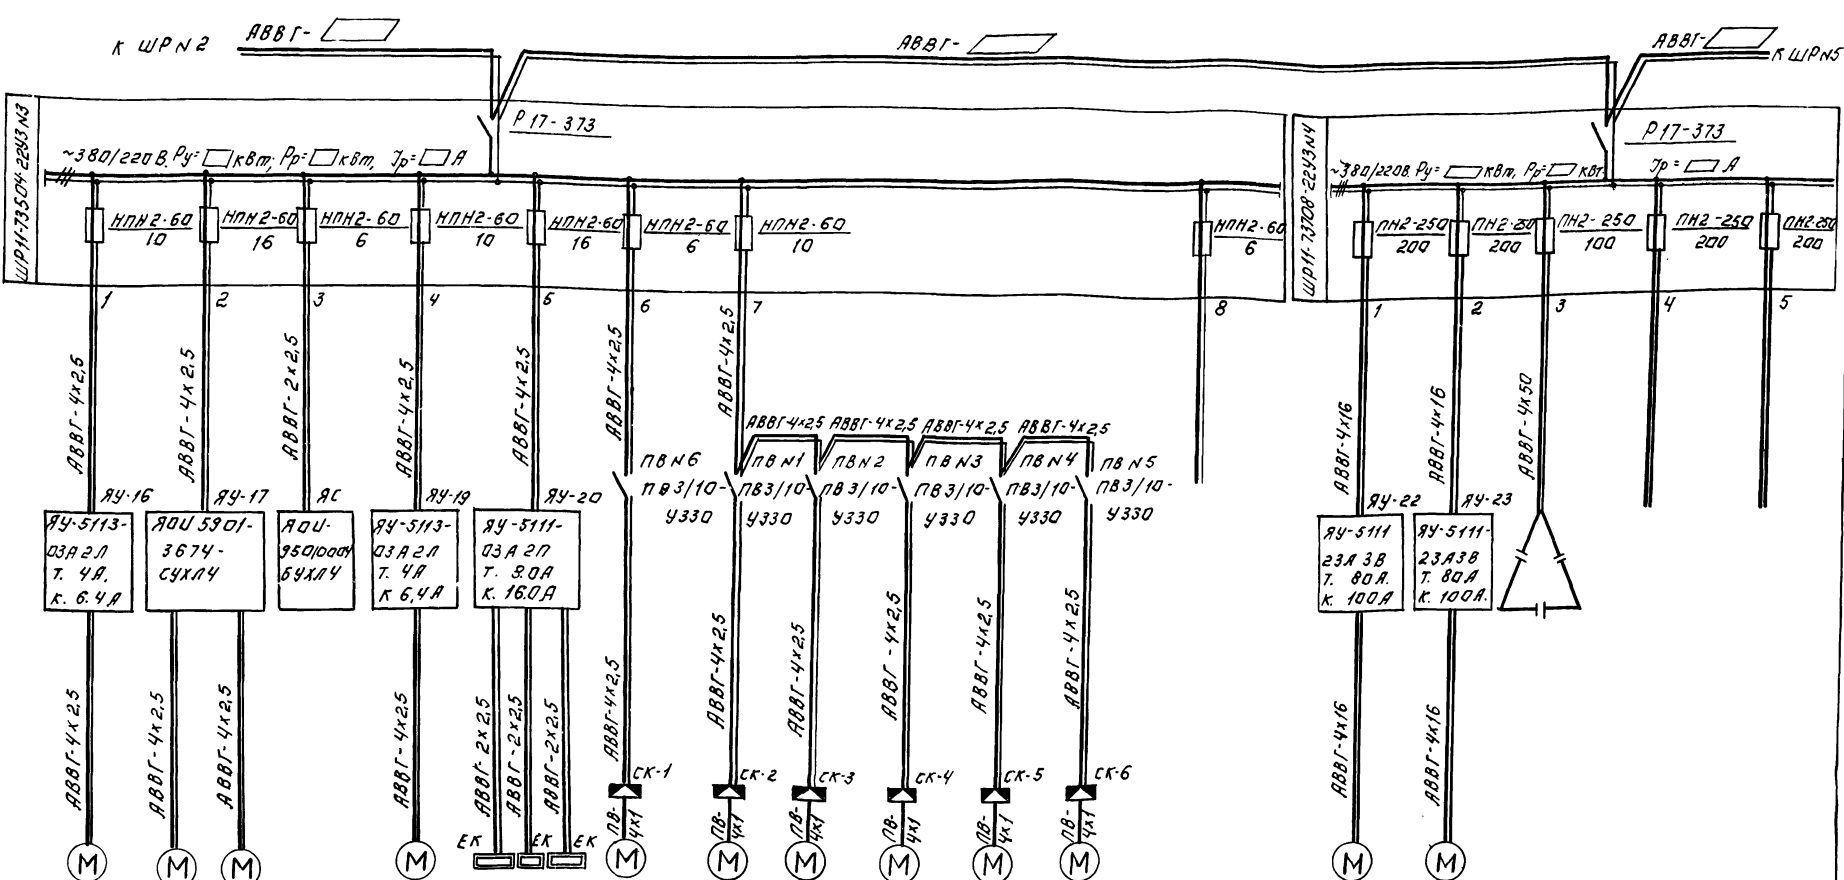 К ШР N 2
АВВГ-
АВВГ-
АВВГ-
К ШР N5
ШР11-73504-22У3 N3
Р 17-373
~380/220 В. Ру= кВт; Рр= кВт, Iр= А
НПН2-60
10
НПН2-60
16
НПН2-60
6
НПН2-60
10
НПН2-60
16
НПН2-60
6
НПН2-60
10
НПН2-60
6
1
2
3
4
5
6
7
8
ШР11-73708-22У3 N4
Р 17-373
~380/220В. Ру= кВт, Рр= кВт
Iр = А
ПН2-250
200
ПН2-250
200
ПН2-250
100
ПН2-250
200
ПН2-250
200
1
2
3
4
5
АВВГ-4х2,5
АВВГ-4х2,5
АВВГ-2х2,5
АВВГ-4х2,5
АВВГ-4х2,5
АВВГ-4х2,5
АВВГ-4х2,5
АВВГ-4х2,5
АВВГ-4х2,5
АВВГ-4х2,5
АВВГ-4х2,5
АВВГ-4х16
АВВГ-4х16
АВВГ-4х50
ПВ N6
ПВ3/10-
У330
ПВ N1
ПВ3/10-
У330
ПВ N2
ПВ3/10-
У330
ПВ N3
ПВ3/10-
У330
ПВ N4
ПВ3/10-
У330
ПВ N5
ПВ3/10-
У330
ЯУ-16
ЯУ-5113-
03А2Л
Т. 4А.
К. 6.4А
ЯУ-17
ЯОИ 5901-
3674-
СУХЛ4
ЯС
ЯОИ-
БУХЛ4
ЯУ-19
ЯУ-5113-
03А2Л
Т. 4А
К 6,4А
ЯУ-20
ЯУ-5111-
03А2П
Т. 8.0А
К. 16.0А
ЯУ-22
ЯУ-5111
23А3В
Т. 80А.
К. 100А
ЯУ-23
ЯУ-5111-
23А3В
Т. 80А
К. 100А.
АВВГ-4х2,5
АВВГ-4х2,5
АВВГ-4х2,5
АВВГ-4х2,5
АВВГ-2х2,5
АВВГ-2х2,5
АВВГ-2х2,5
АВВГ-4х2,5
АВВГ-4х2,5
АВВГ-4х2,5
АВВГ-4х2,5
АВВГ-4х2,5
АВВГ-4х2,5
АВВГ-4х16
АВВГ-4х16
СК-1
СК-2
СК-3
СК-4
СК-5
СК-6
ПВ-
4х1
ПВ-
4х1
ПВ-
4х1
ПВ-
4х1
ПВ-
4х1
ПВ-
4х1
ЕК
ЕК
ЕК
М
М
М
М
М
М
М
М
М
М
М
М